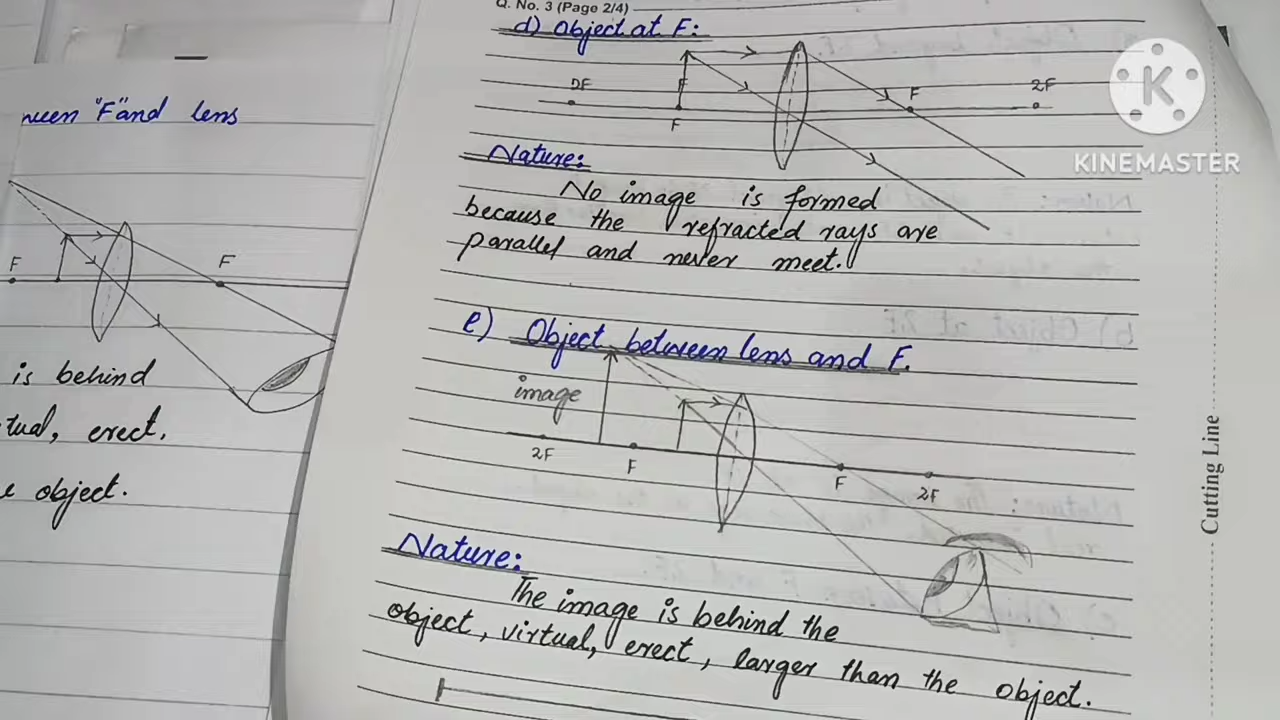 "F" and lens
F
F
is behind
erect.
object.
Q. No. 3 (Page 2/4)
d) Object at F:
2F
F
F
F
2F
Nature:
No image is formed
because the refracted rays are
parallel and never meet.
e) Object between lens and F.
image
2F
F
F
2F
Nature:
The image is behind the
object, virtual, erect, larger than the object.
Cutting Line
K
KINEMASTER